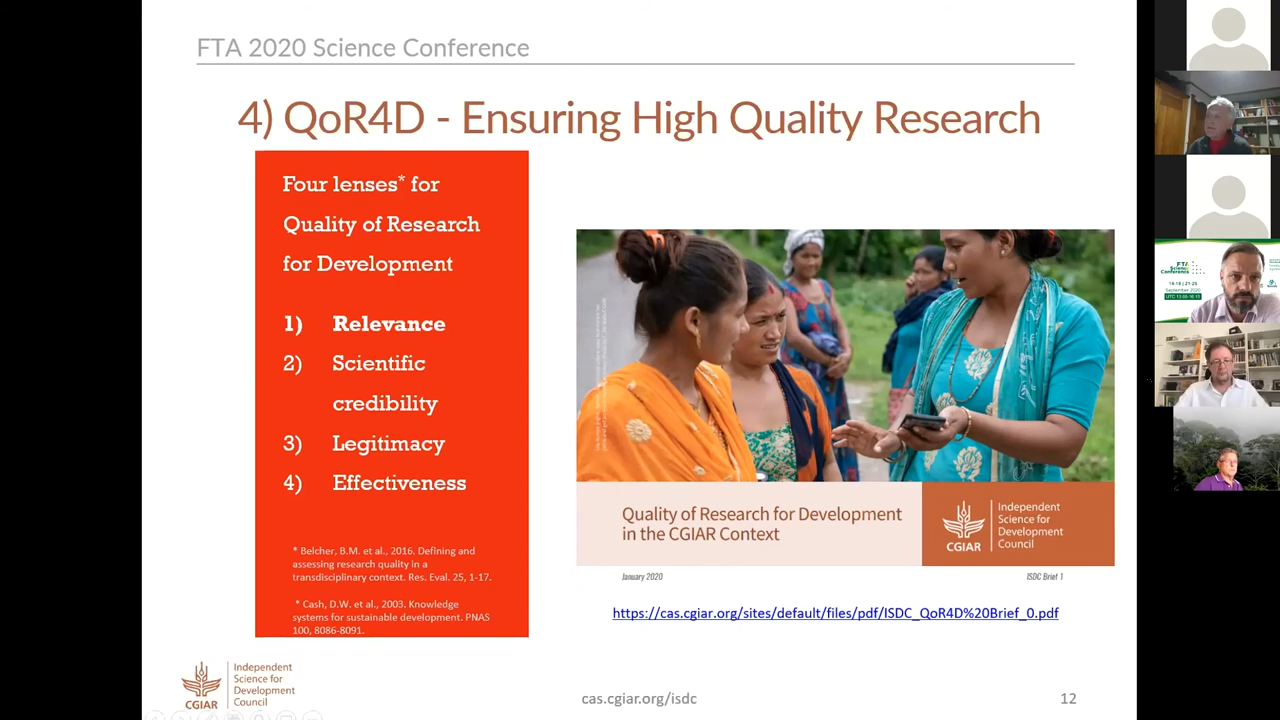 FTA 2020 Science Conference
4) QoR4D - Ensuring High Quality Research
Four lenses* for
Quality of Research
for Development
1) Relevance
2) Scientific
credibility
3) Legitimacy
4) Effectiveness
* Belcher, B.M. et al., 2016. Defining and
assessing research quality in a
transdisciplinary context. Res. Eval. 25, 1-17.
* Cash, D.W. et al., 2003. Knowledge
systems for sustainable development. PNAS
100, 8086-8091.
Quality of Research for Development
in the CGIAR Context
CGIAR
Independent
Science for
Development
Council
January 2020
ISDC Brief 1
https://cas.cgiar.org/sites/default/files/pdf/ISDC_QoR4D%20Brief_0.pdf
CGIAR
Independent
Science for
Development
Council
cas.cgiar.org/isdc
12
FTA
Science
Conference
September 2020